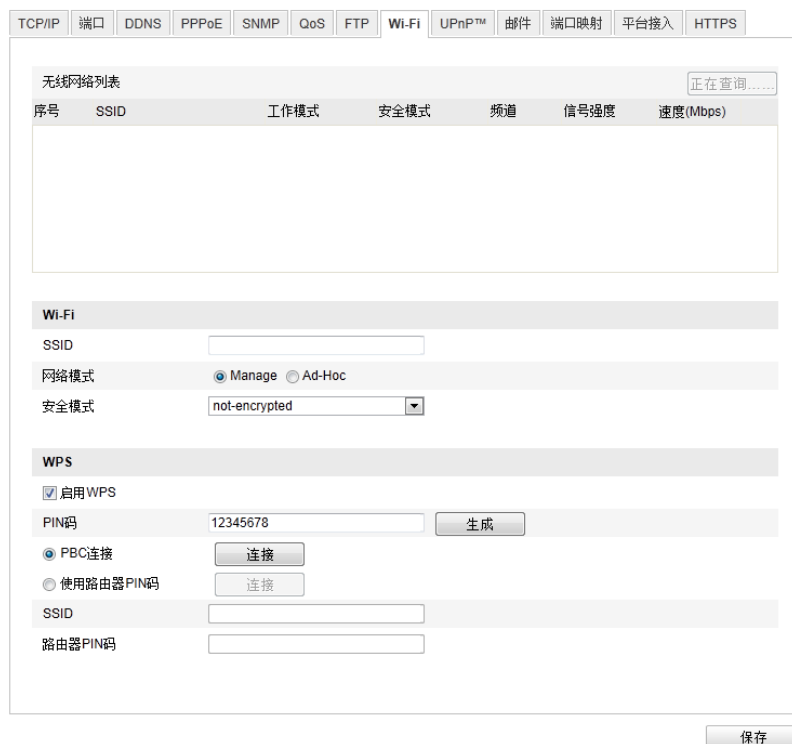 TCP/IP 端口 DDNS PPPoE SNMP QoS FTP Wi-Fi UPnP™ 邮件 端口映射 平台接入 HTTPS
无线网络列表 正在查询......
序号 SSID 工作模式 安全模式 频道 信号强度 速度(Mbps)
Wi-Fi
SSID
网络模式 Manage Ad-Hoc
安全模式 not-encrypted
WPS
启用WPS
PIN码 12345678 生成
PBC连接 连接
使用路由器PIN码 连接
SSID
路由器PIN码
保存